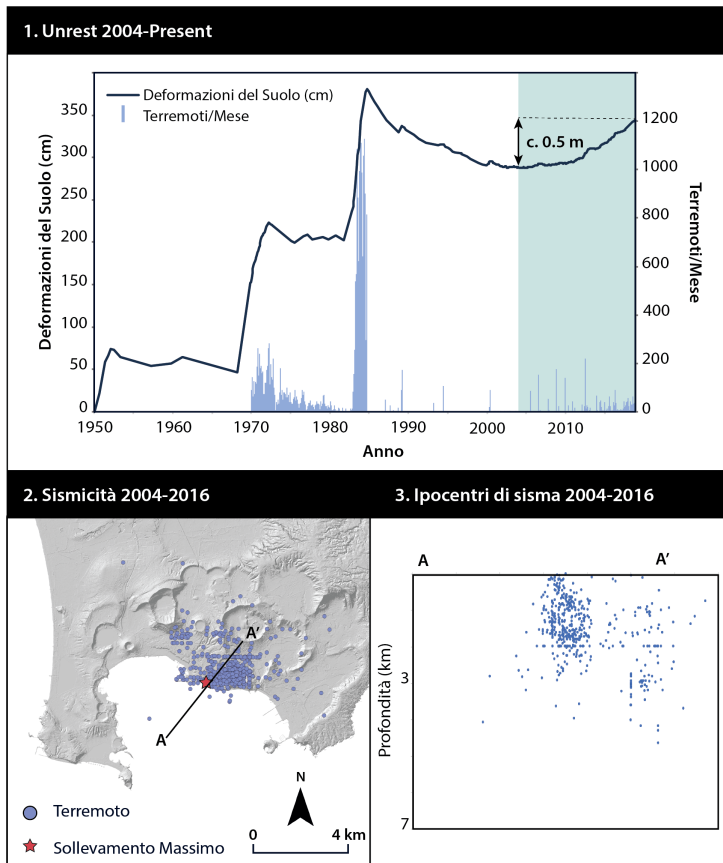 1. Unrest 2004-Present
Deformazioni del Suolo (cm)
Terremoti/Mese
Deformazioni del Suolo (cm)
350
300
250
200
150
100
50
0
c. 0.5 m
1200
1000
800
600
400
200
0
Terremoti/Mese
1950
1960
1970
1980
1990
2000
2010
Anno
2. Sismicità 2004-2016
3. Ipocentri di sisma 2004-2016
A'
A
N
Terremoto
Sollevamento Massimo
0
4 km
A
A'
Profondità (km)
3
7